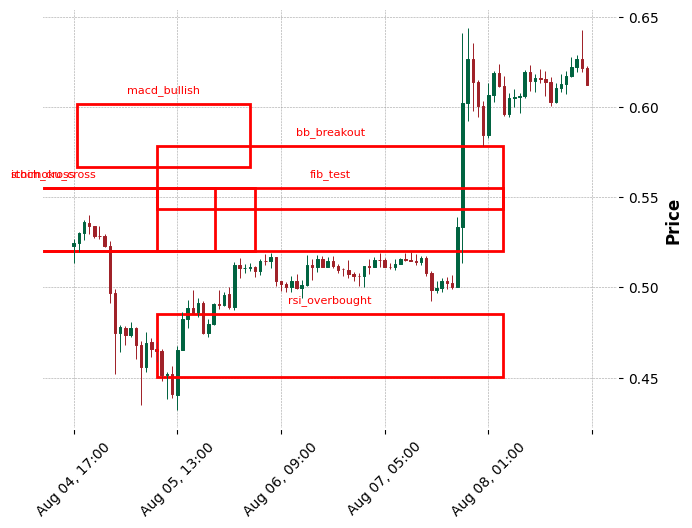 0.65
macd_bullish
0.60
bb_breakout
fib_test
0.55
Price
0.50
rsi_overbought
0.45
Aug 04, 17:00
Aug 05, 13:00
Aug 06, 09:00
Aug 07, 05:00
Aug 08, 01:00